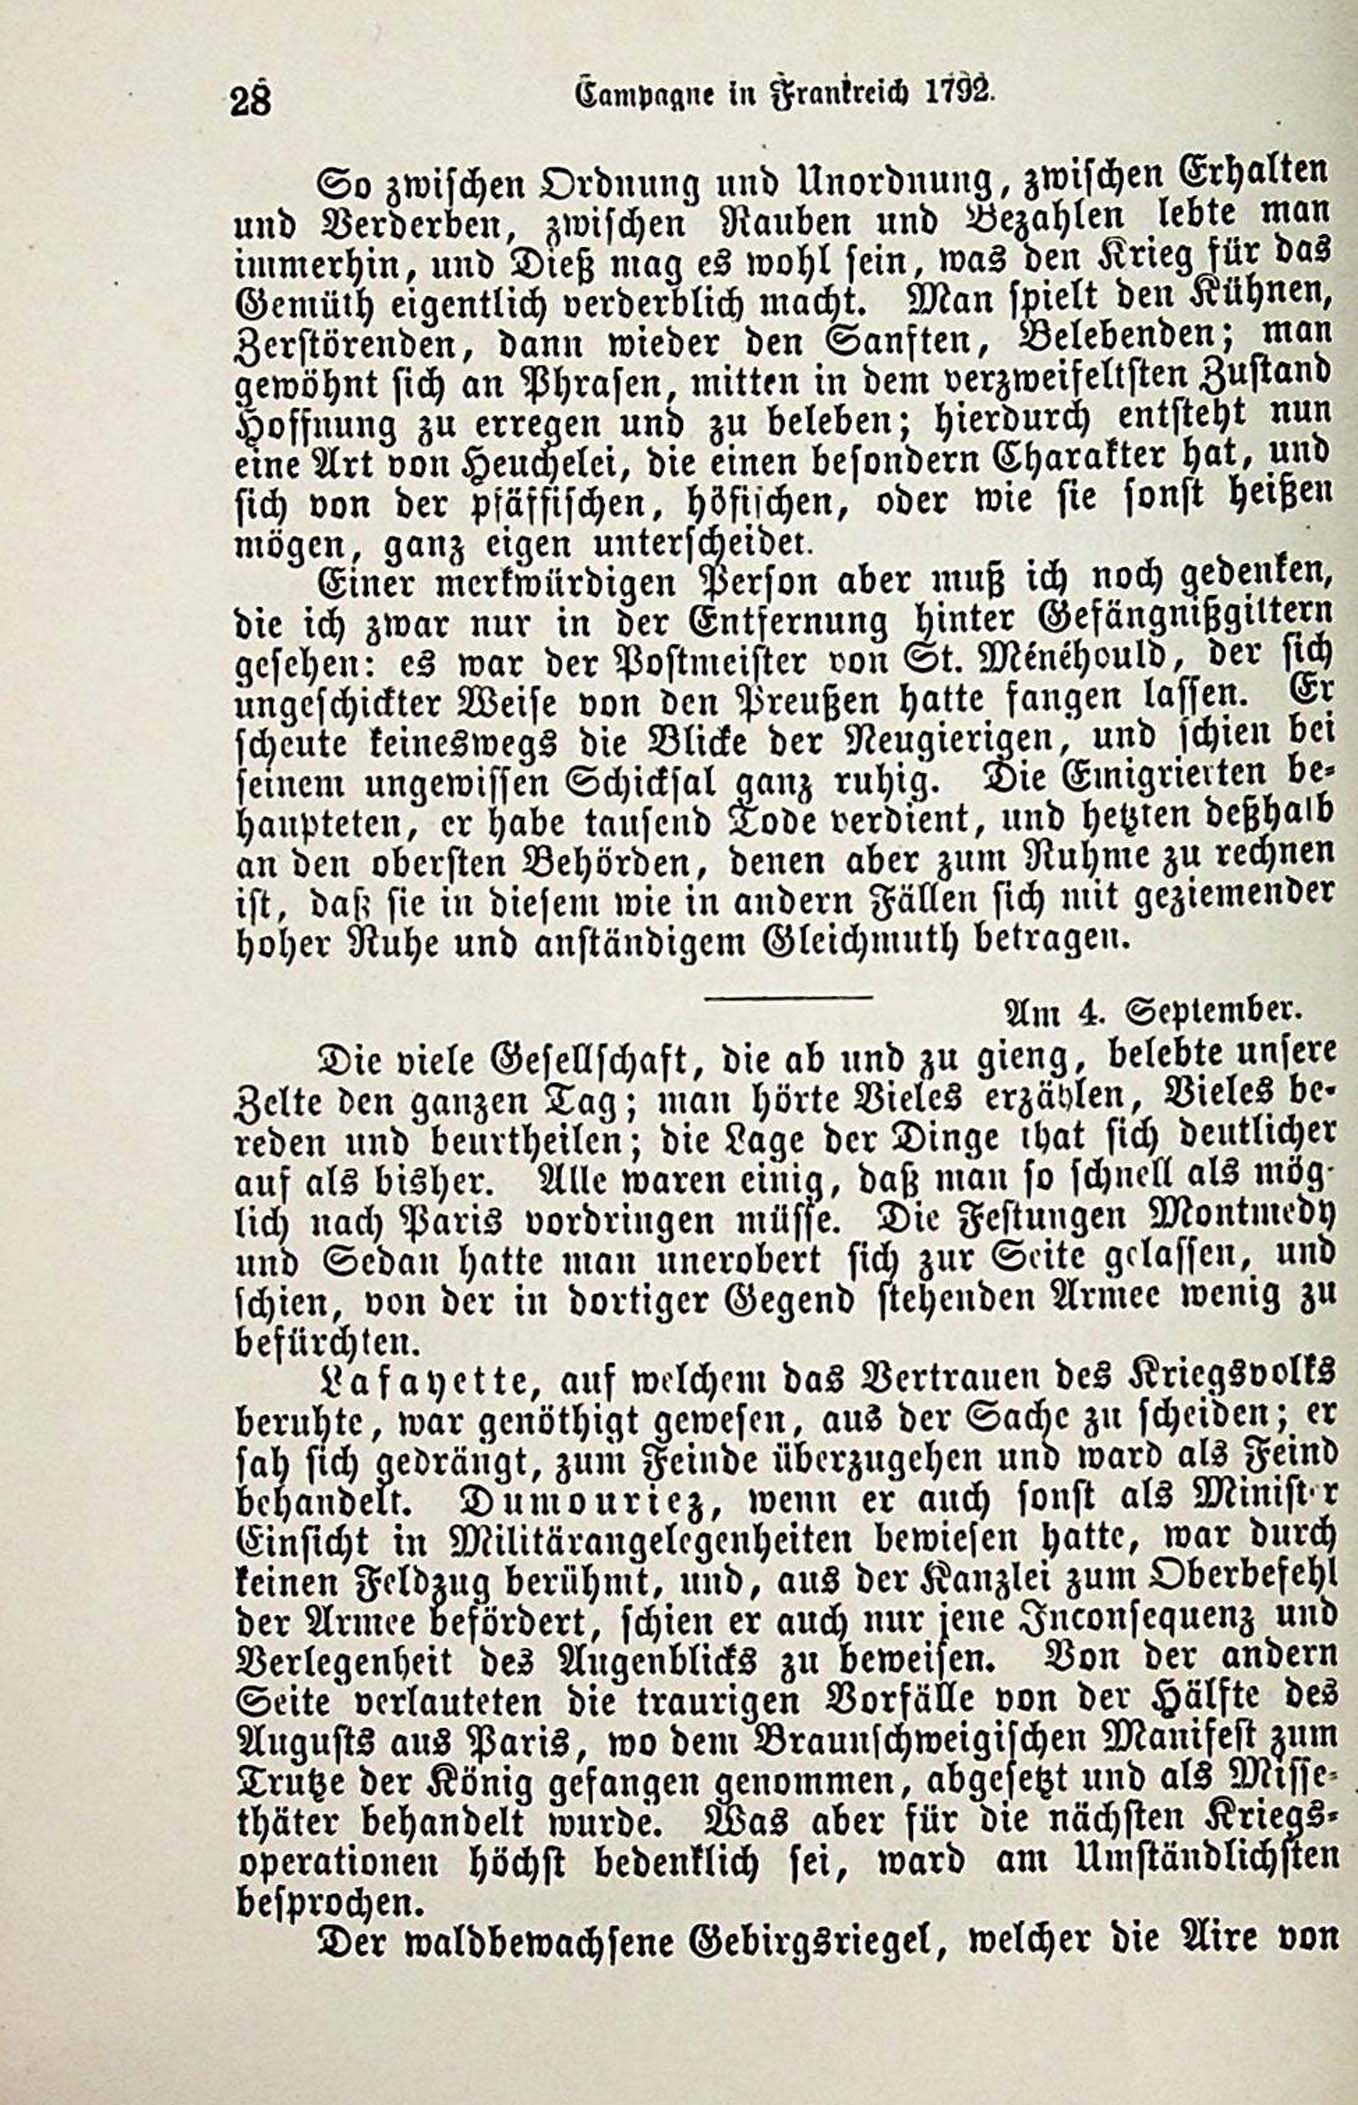 28
Campagne in Frankreich 1792.
So zwischen Ordnung und Unordnung, zwischen Erhalten
und Verderben, zwischen Rauben und Bezahlen lebte man
immerhin, und Dieß mag es wohl sein, was den Krieg für das
Gemüth eigentlich verderblich macht. Man spielt den Kühnen,
Zerstörenden, dann wieder den Sanften, Belebenden; man
gewöhnt sich an Phrasen, mitten in dem verzweifeltsten Zustand
Hoffnung zu erregen und zu beleben; hierdurch entsteht nun
eine Art von Heuchelei, die einen besondern Charakter hat, und
sich von der pfäffischen, höfischen, oder wie sie sonst heißen
mögen, ganz eigen unterscheidet.
Einer merkwürdigen Person aber muß ich noch gedenken,
die ich zwar nur in der Entfernung hinter Gefängnißgittern
gesehen: es war der Postmeister von St. Ménéhould, der sich
ungeschickter Weise von den Preußen hatte fangen lassen. Er
scheute keineswegs die Blicke der Neugierigen, und schien bei
seinem ungewissen Schicksal ganz ruhig. Die Emigrierten be-
haupteten, er habe tausend Tode verdient, und hetzten deßhalb
an den obersten Behörden, denen aber zum Ruhme zu rechnen
ist, daß sie in diesem wie in andern Fällen sich mit geziemender
hoher Ruhe und anständigem Gleichmuth betragen.
Am 4. September.
Die viele Gesellschaft, die ab und zu gieng, belebte unsere
Zelte den ganzen Tag; man hörte Vieles erzählen, Vieles be-
reden und beurtheilen; die Lage der Dinge that sich deutlicher
auf als bisher. Alle waren einig, daß man so schnell als mög-
lich nach Paris vordringen müsse. Die Festungen Montmedy
und Sedan hatte man unerobert sich zur Seite gelassen, und
schien, von der in dortiger Gegend stehenden Armee wenig zu
befürchten.
Lafayette, auf welchem das Vertrauen des Kriegsvolks
beruhte, war genöthigt gewesen, aus der Sache zu scheiden; er
sah sich gedrängt, zum Feinde überzugehen und ward als Feind
behandelt. Dumouriez, wenn er auch sonst als Minister
Einsicht in Militärangelegenheiten bewiesen hatte, war durch
keinen Feldzug berühmt, und, aus der Kanzlei zum Oberbefehl
der Armee befördert, schien er auch nur jene Inconsequenz und
Verlegenheit des Augenblicks zu beweisen. Von der andern
Seite verlauteten die traurigen Vorfälle von der Hälfte des
Augusts aus Paris, wo dem Braunschweigischen Manifest zum
Trutze der König gefangen genommen, abgesetzt und als Misse-
thäter behandelt wurde. Was aber für die nächsten Kriegs-
operationen höchst bedenklich sei, ward am Umständlichsten
besprochen.
Der waldbewachsene Gebirgsriegel, welcher die Aire von